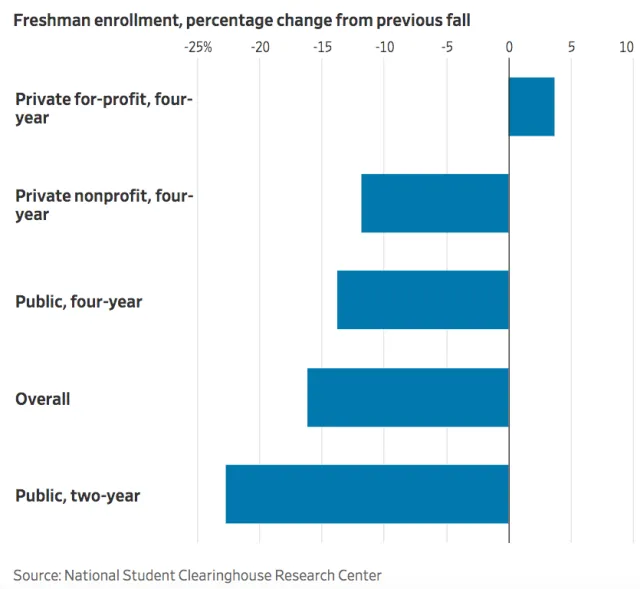 Freshman enrollment, percentage change from previous fall
-25% -20 -15 -10 -5 0 5 10
Private for-profit, four-
year
Private nonprofit, four-
year
Public, four-year
Overall
Public, two-year
Source: National Student Clearinghouse Research Center